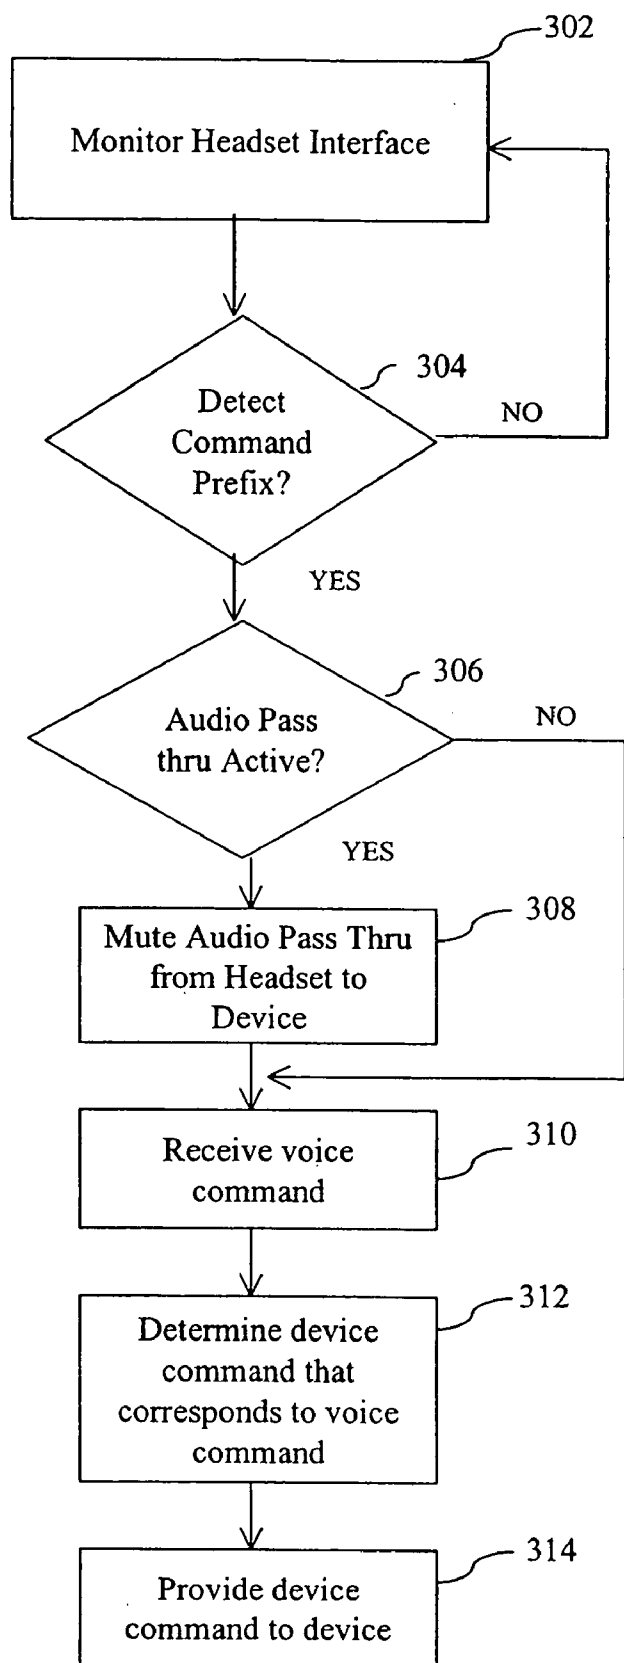 302
Monitor Headset Interface
304
Detect
Command
Prefix?
NO
YES
306
Audio Pass
thru Active?
NO
YES
308
Mute Audio Pass Thru
from Headset to
Device
310
Receive voice
command
312
Determine device
command that
corresponds to voice
command
314
Provide device
command to device